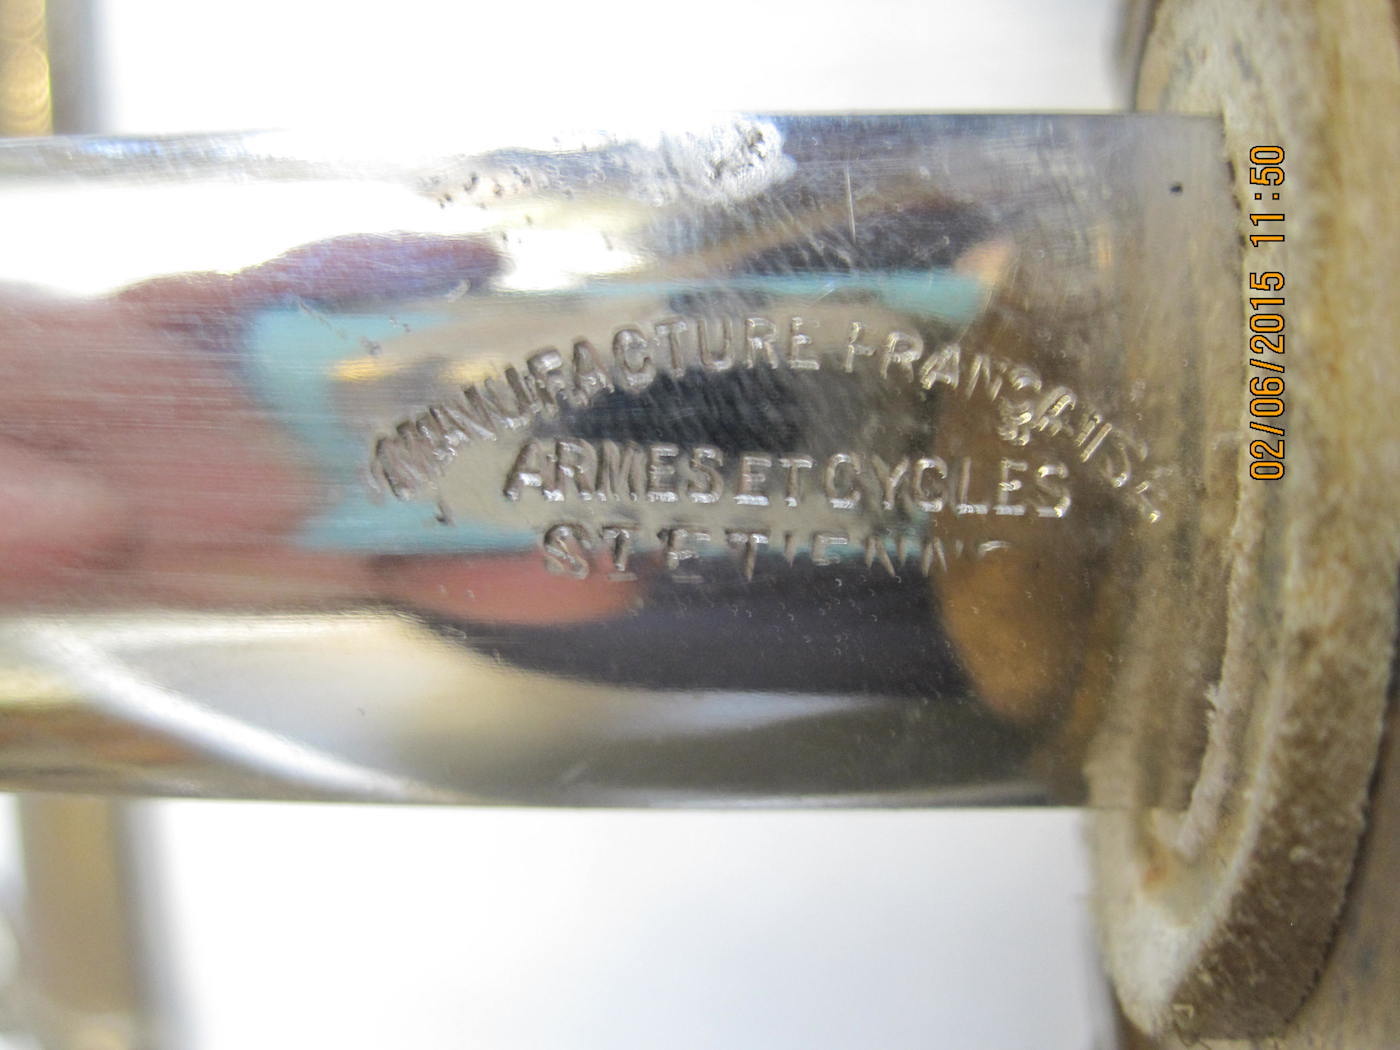 MANUFACTURE FRANÇAISE
ARMES ET CYCLES
ST ETIENNE
02/06/2015 11:50